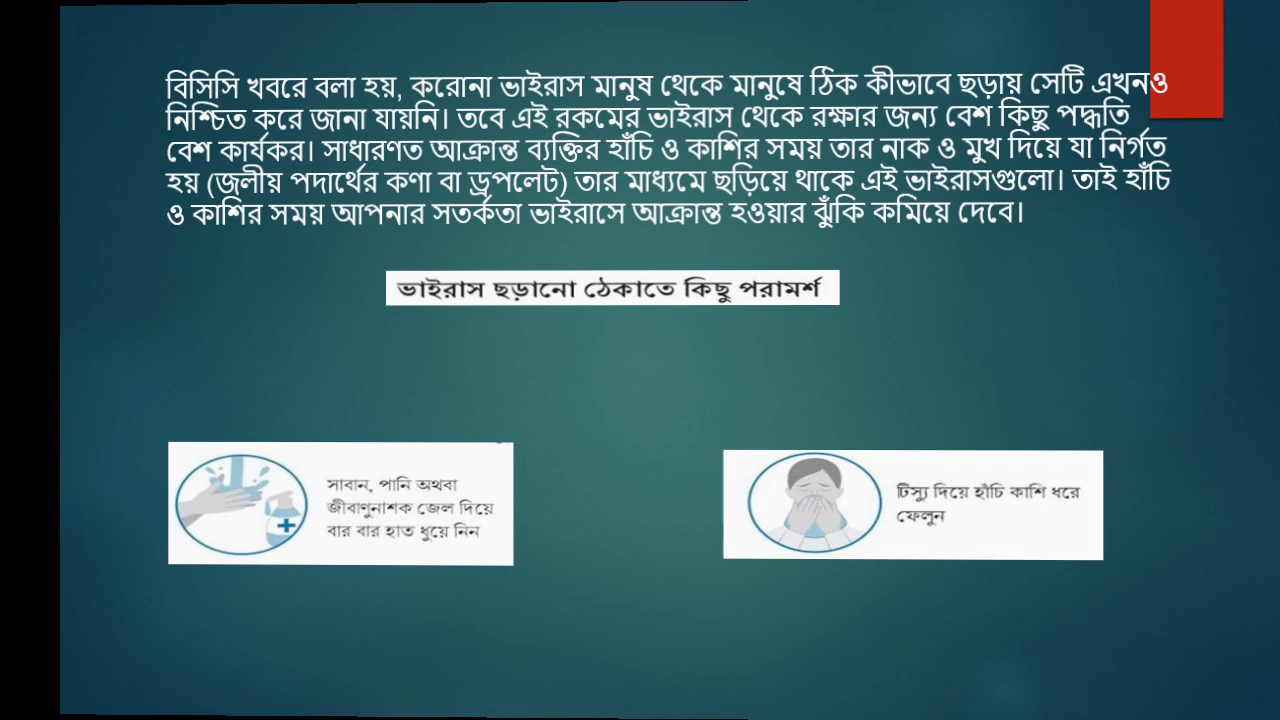 বিসিসি খবরে বলা হয়, করোনা ভাইরাস মানুষ থেকে মানুষে ঠিক কীভাবে ছড়ায় সেটি এখনও
নিশ্চিত করে জানা যায়নি। তবে এই রকমের ভাইরাস থেকে রক্ষার জন্য বেশ কিছু পদ্ধতি
বেশ কার্যকর। সাধারণত আক্রান্ত ব্যক্তির হাঁচি ও কাশির সময় তার নাক ও মুখ দিয়ে যা নির্গত
হয় (জলীয় পদার্থের কণা বা ড্রপলেট) তার মাধ্যমে ছড়িয়ে থাকে এই ভাইরাসগুলো। তাই হাঁচি
ও কাশির সময় আপনার সতর্কতা ভাইরাসে আক্রান্ত হওয়ার ঝুঁকি কমিয়ে দেবে।
ভাইরাস ছড়ানো ঠেকাতে কিছু পরামর্শ
সাবান, পানি অথবা
জীবাণুনাশক জেল দিয়ে
বার বার হাত ধুয়ে নিন
টিস্যু দিয়ে হাঁচি কাশি ধরে
ফেলুন